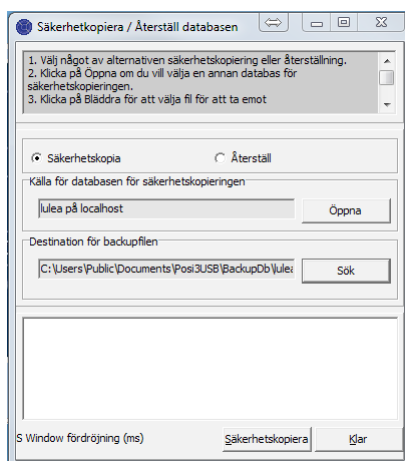 Säkerhetkopiera / Återställ databasen
1. Välj något av alternativen säkerhetskopiering eller återställning.
2. Klicka på Öppna om du vill välja en annan databas för
säkerhetskopieringen.
3. Klicka på Bläddra för att välja fil för att ta emot
Säkerhetskopia
Återställ
Källa för databasen för säkerhetskopieringen
lulea på localhost
Öppna
Destination för backupfilen
C:\Users\Public\Documents\Posi3USB\BackupDb\lulea
Sök
S Window fördröjning (ms)
Säkerhetskopiera
Klar